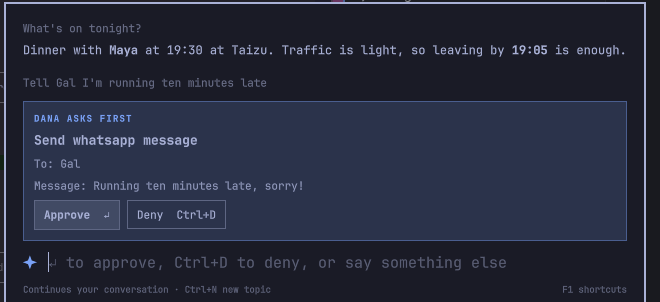 What's on tonight?
Dinner with Maya at 19:30 at Taizu. Traffic is light, so leaving by 19:05 is enough.
Tell Gal I'm running ten minutes late
DANA ASKS FIRST
Send whatsapp message
To: Gal
Message: Running ten minutes late, sorry!
Approve ↵ Deny Ctrl+D
↵ to approve, Ctrl+D to deny, or say something else
Continues your conversation · Ctrl+N new topic F1 shortcuts